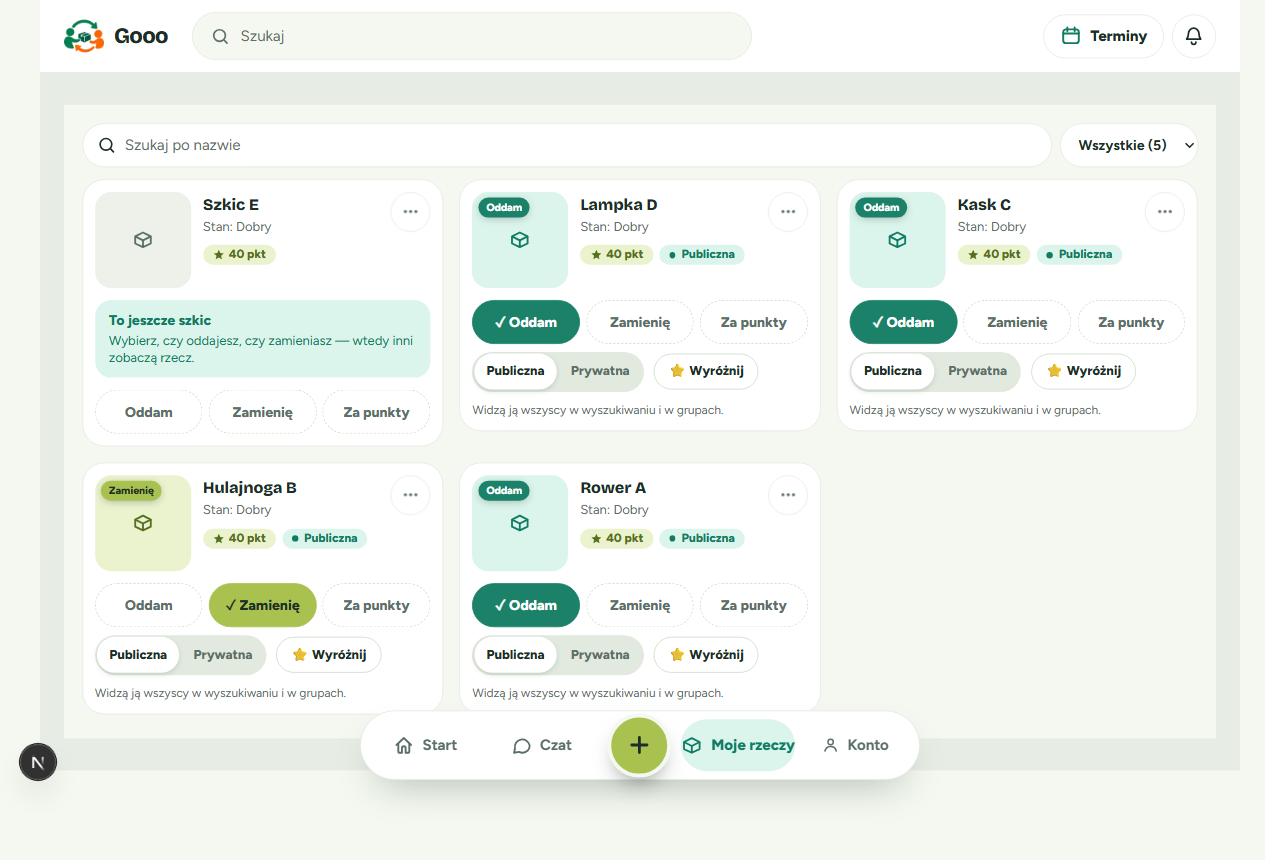 Gooo
Szukaj
Terminy
Szukaj po nazwie
Wszystkie (5)
Szkic E
Stan: Dobry
40 pkt
To jeszcze szkic
Wybierz, czy oddajesz, czy zamieniasz — wtedy inni
zobaczą rzecz.
Oddam Zamienię Za punkty
Oddam
Lampka D
Stan: Dobry
40 pkt Publiczna
✓ Oddam Zamienię Za punkty
Publiczna Prywatna Wyróżnij
Widzą ją wszyscy w wyszukiwaniu i w grupach.
Oddam
Kask C
Stan: Dobry
40 pkt Publiczna
✓ Oddam Zamienię Za punkty
Publiczna Prywatna Wyróżnij
Widzą ją wszyscy w wyszukiwaniu i w grupach.
Zamienię
Hulajnoga B
Stan: Dobry
40 pkt Publiczna
Oddam ✓ Zamienię Za punkty
Publiczna Prywatna Wyróżnij
Widzą ją wszyscy w wyszukiwaniu i w grupach.
Oddam
Rower A
Stan: Dobry
40 pkt Publiczna
✓ Oddam Zamienię Za punkty
Publiczna Prywatna Wyróżnij
Widzą ją wszyscy w wyszukiwaniu i w grupach.
N
Start Czat + Moje rzeczy Konto